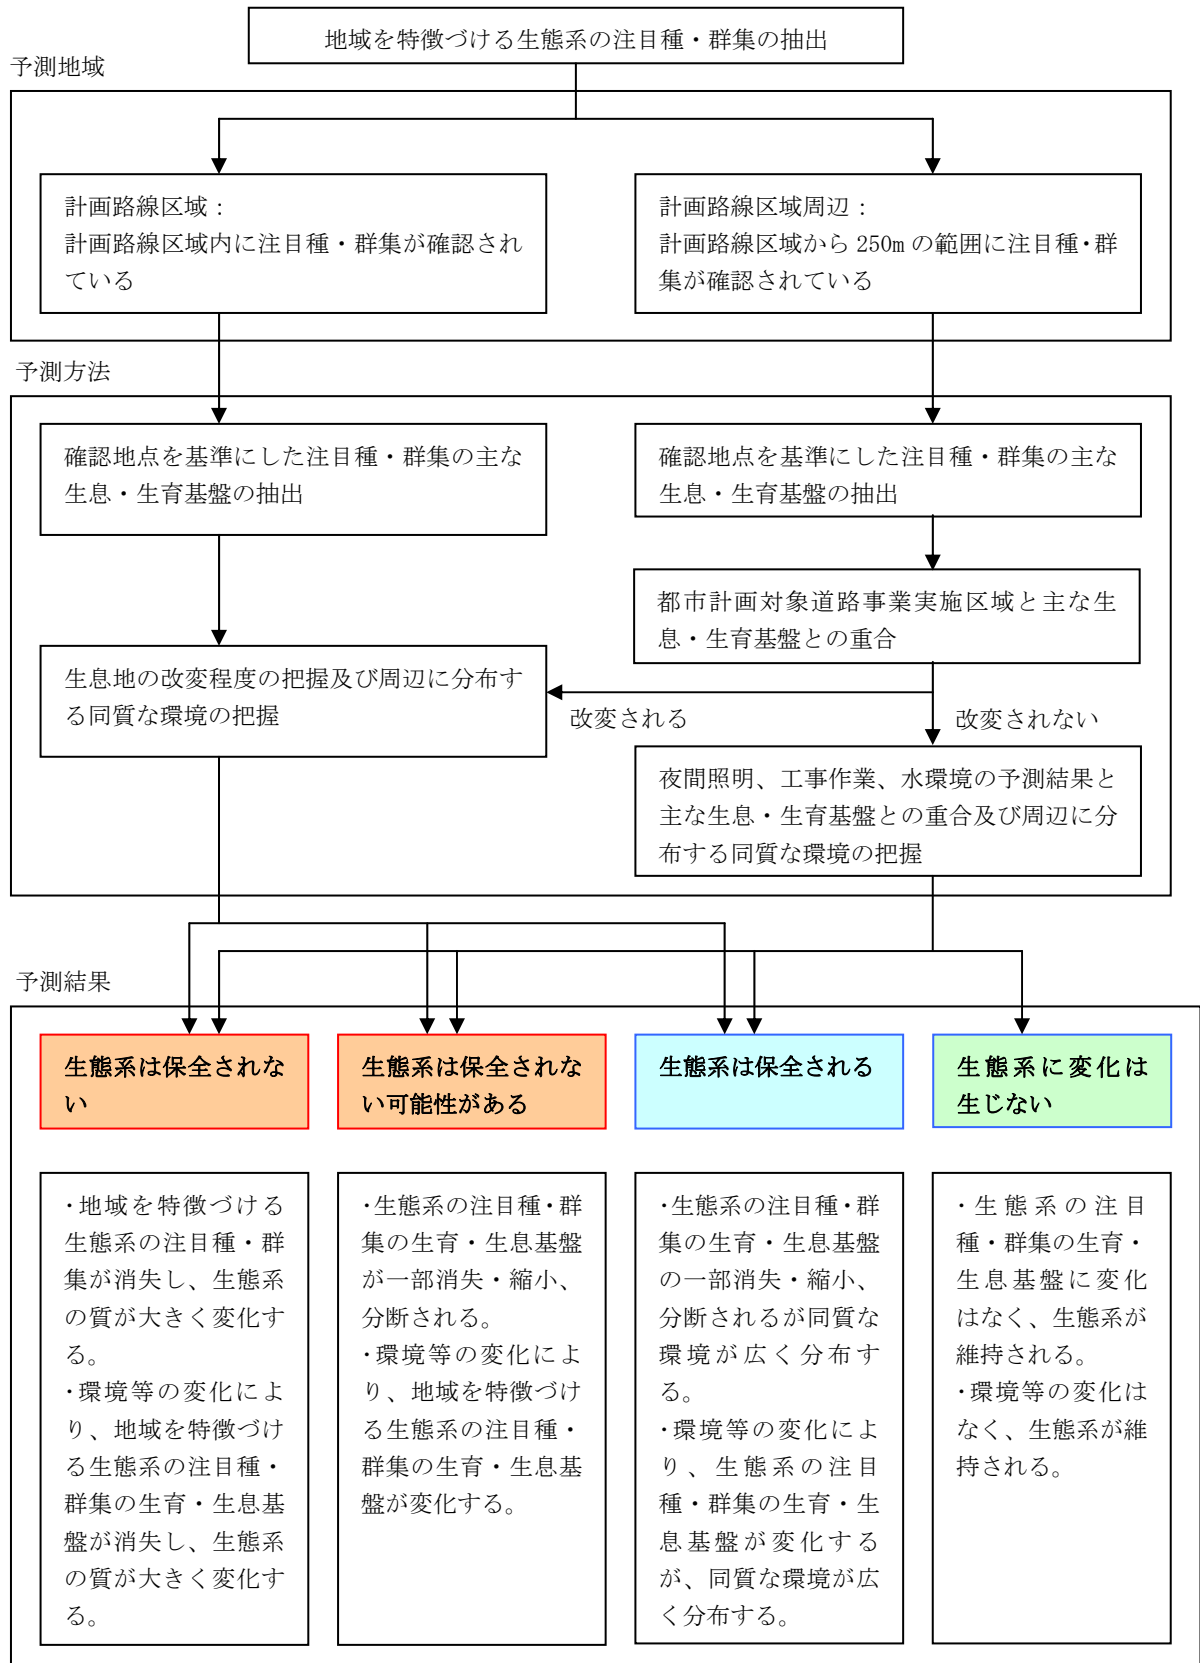 地域を特徴づける生態系の注目種・群集の抽出
予測地域
計画路線区域：
計画路線区域内に注目種・群集が確認され
ている
計画路線区域周辺：
計画路線区域から 250m の範囲に注目種・群
集が確認されている
予測方法
確認地点を基準にした注目種・群集の主な
生息・生育基盤の抽出
確認地点を基準にした注目種・群集の主な
生息・生育基盤の抽出
都市計画対象道路事業実施区域と主な生
息・生育基盤との重合
生息地の改変程度の把握及び周辺に分布す
る同質な環境の把握
改変される
改変されない
夜間照明、工事作業、水環境の予測結果と
主な生息・生育基盤との重合及び周辺に分
布する同質な環境の把握
予測結果
生態系は保全されな
い
生態系は保全されな
い可能性がある
生態系は保全される
生態系に変化は
生じない
・地域を特徴づける
生態系の注目種・群
集が消失し、生態系
の質が大きく変化す
る。
・環境等の変化によ
り、地域を特徴づけ
る生態系の注目種・
群集の生育・生息基
盤が消失し、生態系
の質が大きく変化す
る。
・生態系の注目種・群
集の生育・生息基盤
が一部消失・縮小、
分断される。
・環境等の変化によ
り、地域を特徴づけ
る生態系の注目種・
群集の生育・生息基
盤が変化する。
・生態系の注目種・群
集の生育・生息基盤
の一部消失・縮小、
分断されるが同質な
環境が広く分布す
る。
・環境等の変化によ
り、生態系の注目
種・群集の生育・生
息基盤が変化する
が、同質な環境が広
く分布する。
・生態系の注目
種・群集の生育・
生息基盤に変化
はなく、生態系が
維持される。
・環境等の変化は
なく、生態系が維
持される。